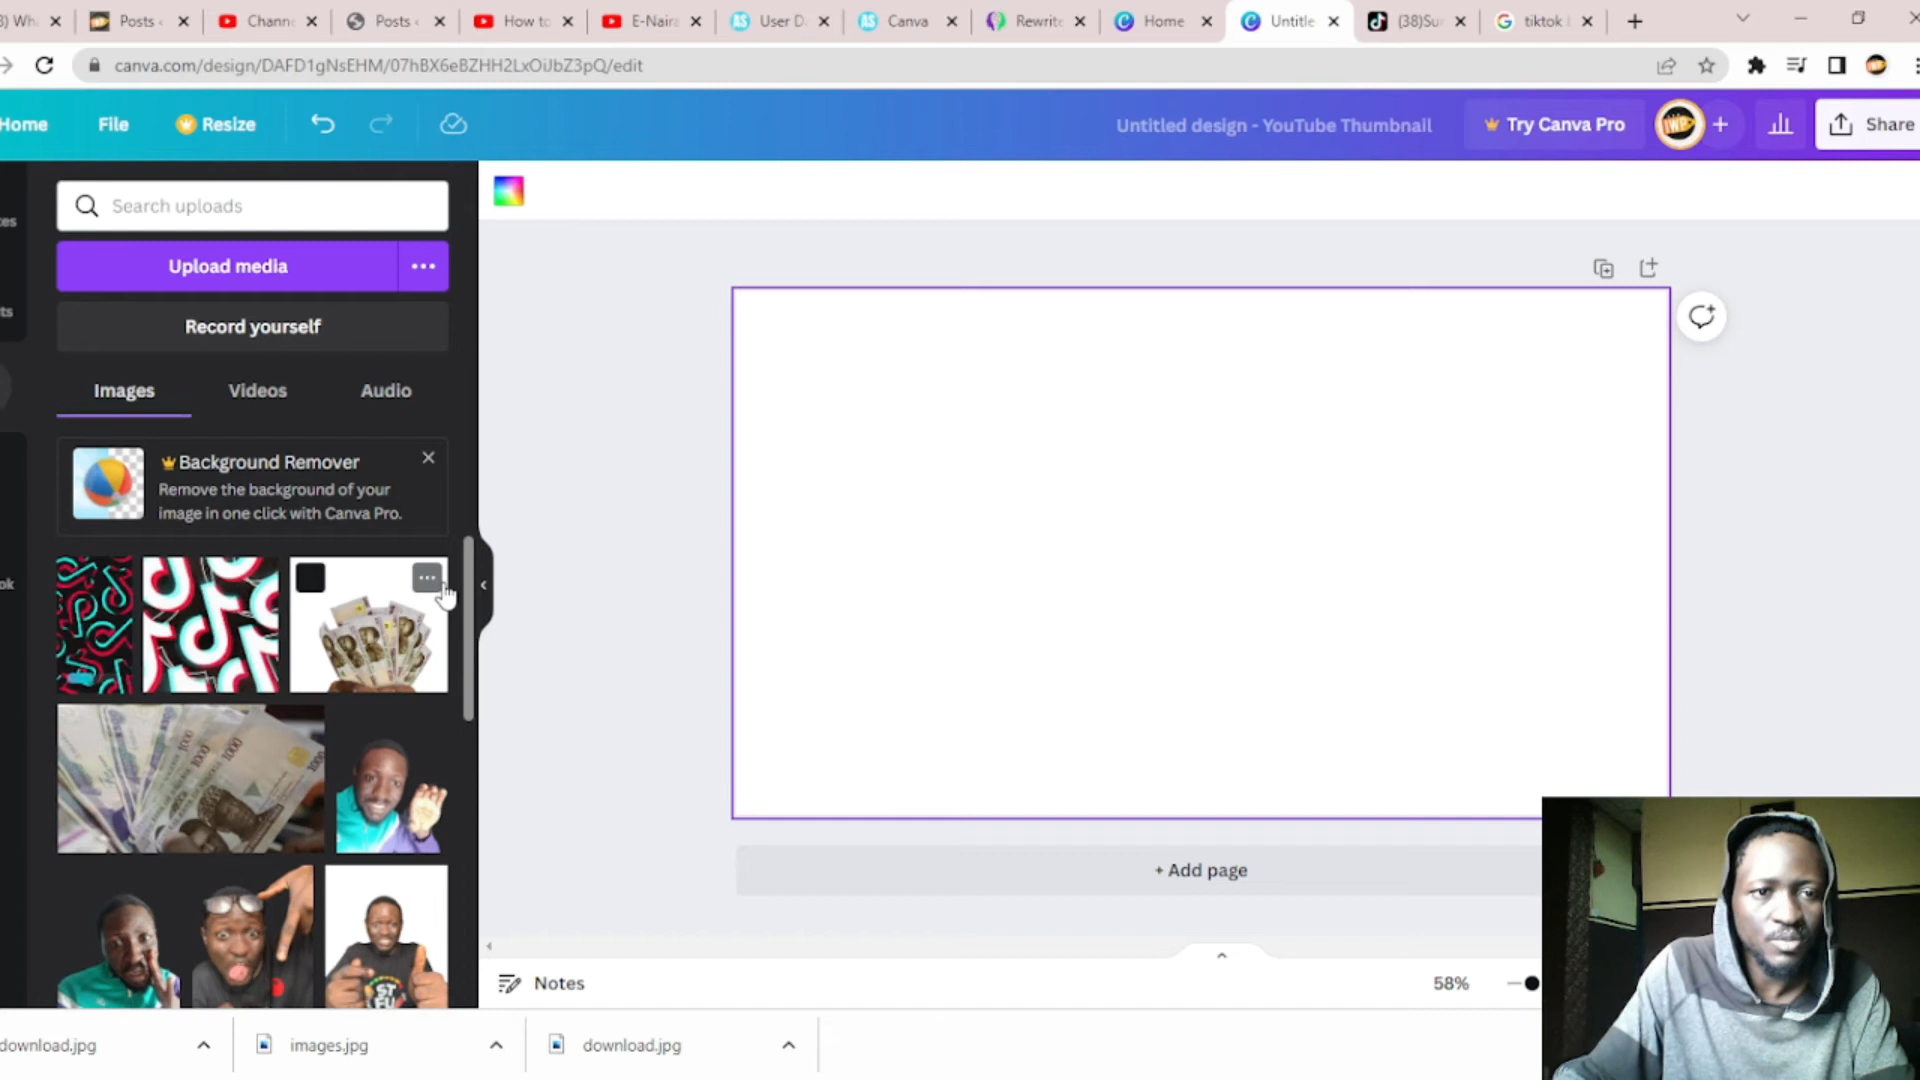 Wha
Posts
Chann
Posts
How to
E-Naira
User D
Canva
Rewrite
Home
Untitle
(38)Su
tiktok
canva.com/design/DAFD1gNsEHM/07hBX6eBZHH2LxOiJbZ3pQ/edit
Home
File
Resize
Untitled design - YouTube Thumbnail
Try Canva Pro
Share
Search uploads
Upload media
Record yourself
Images
Videos
Audio
Background Remover
Remove the background of your
image in one click with Canva Pro.
+ Add page
Notes
58%
download.jpg
images.jpg
download.jpg